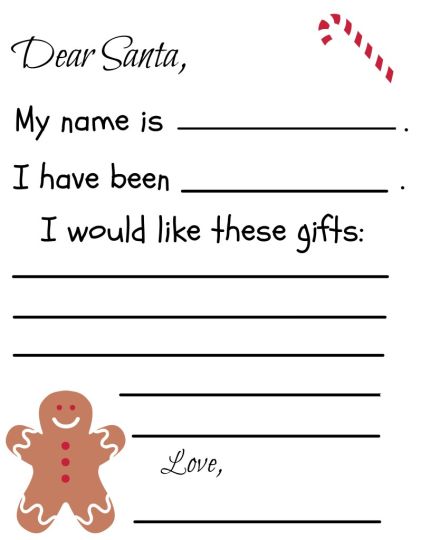 Dear Santa,
My name is .
I have been .
I would like these gifts:
Love,